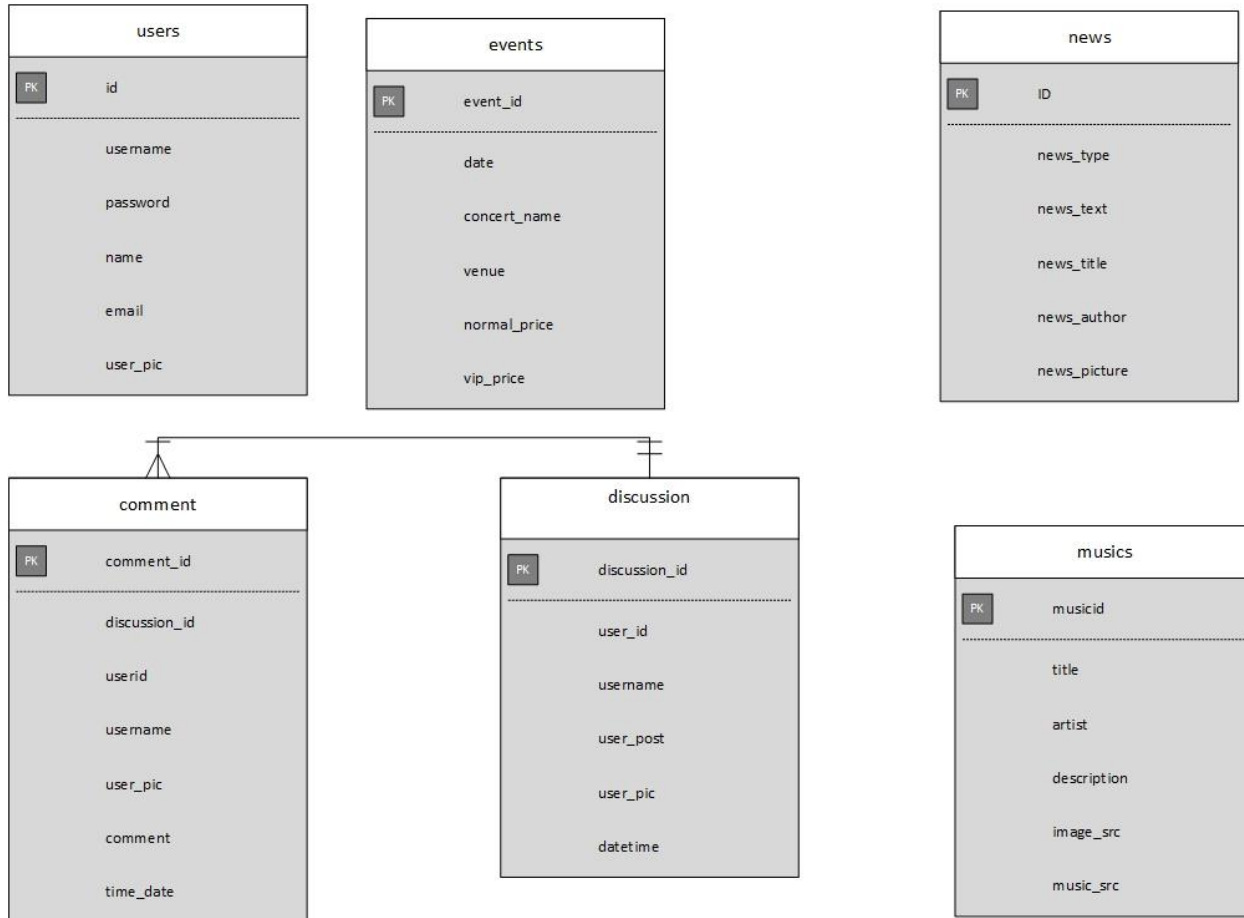 users
PK id
username
password
name
email
user_pic
events
PK event_id
date
concert_name
venue
normal_price
vip_price
news
PK ID
news_type
news_text
news_title
news_author
news_picture
comment
PK comment_id
discussion_id
userid
username
user_pic
comment
time_date
discussion
PK discussion_id
user_id
username
user_post
user_pic
datetime
musics
PK musicid
title
artist
description
image_src
music_src